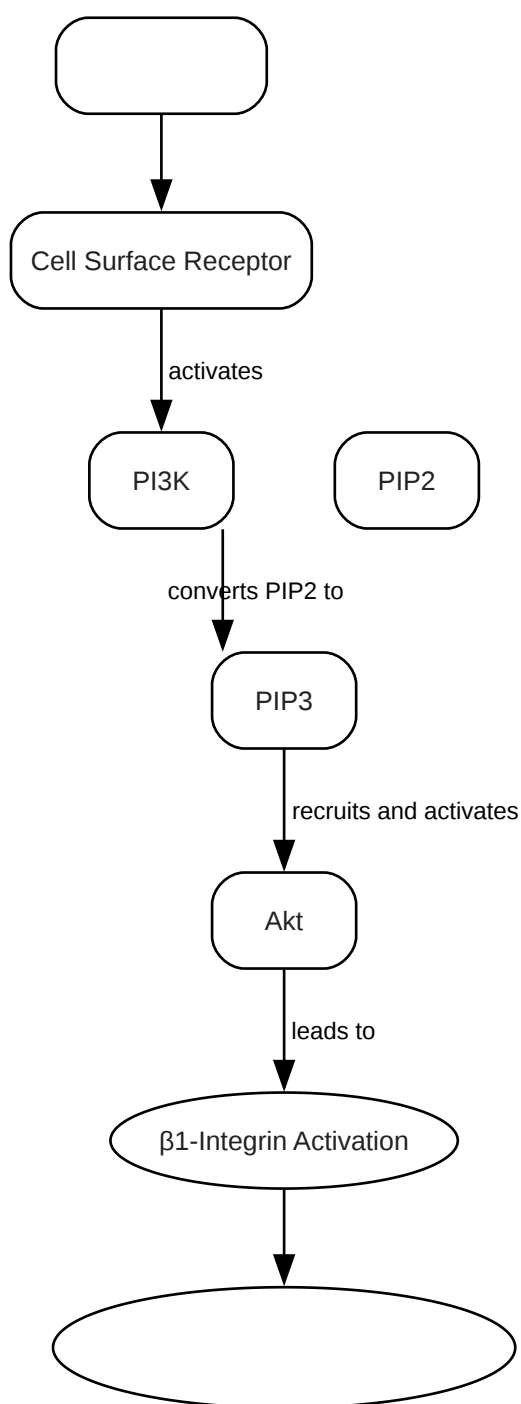 Cell Surface Receptor
activates
PI3K
PIP2
converts PIP2 to
PIP3
recruits and activates
Akt
leads to
β1-Integrin Activation